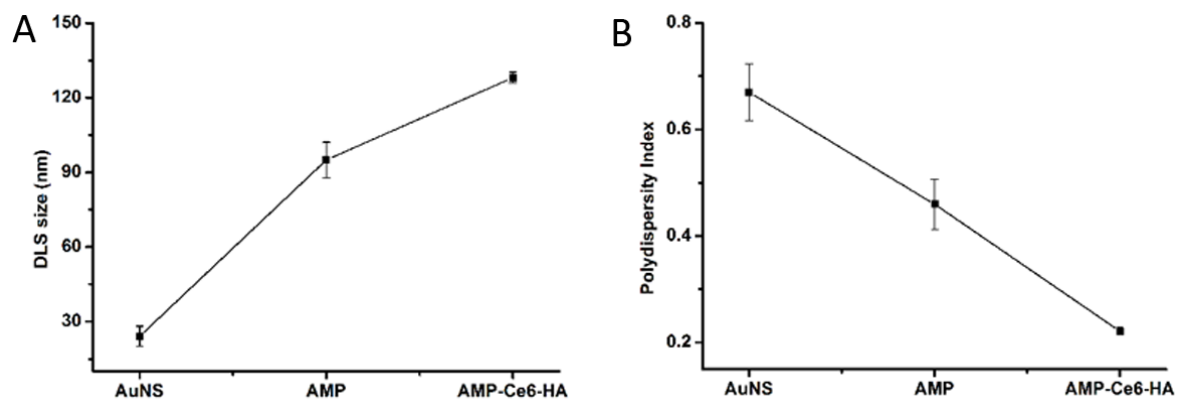 A
DLS size (nm)
150
120
90
60
30
AuNS AMP AMP-Ce6-HA
B
Polydispersity Index
0.8
0.6
0.4
0.2
AuNS AMP AMP-Ce6-HA